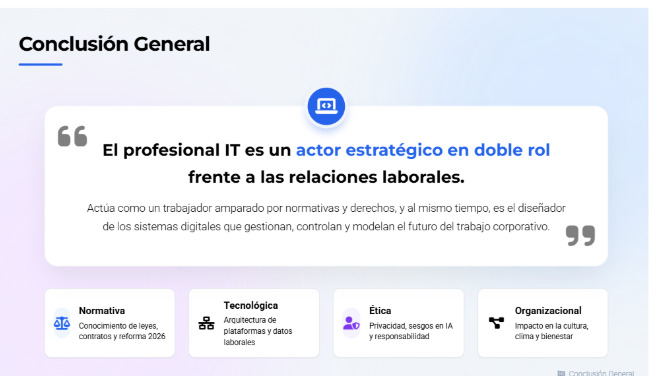 Conclusión General
El profesional IT es un actor estratégico en doble rol
frente a las relaciones laborales.
Actúa como un trabajador amparado por normativas y derechos, y al mismo tiempo, es el diseñador
de los sistemas digitales que gestionan, controlan y modelan el futuro del trabajo corporativo.
Normativa
Conocimiento de leyes,
contratos y reforma 2026
Tecnológica
Arquitectura de
plataformas y datos
laborales
Ética
Privacidad, sesgos en IA
y responsabilidad
Organizacional
Impacto en la cultura,
clima y bienestar
Conclusión General